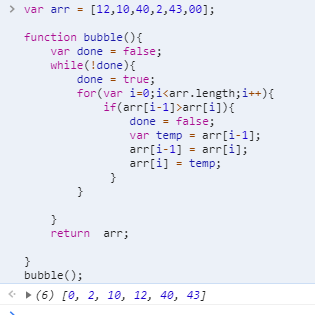 var arr = [12,10,40,2,43,00];
function bubble(){
var done = false;
while(!done){
done = true;
for(var i=0;i<arr.length;i++){
if(arr[i-1]>arr[i]){
done = false;
var temp = arr[i-1];
arr[i-1] = arr[i];
arr[i] = temp;
}
}
}
return  arr;
}
bubble();
(6) [0, 2, 10, 12, 40, 43]